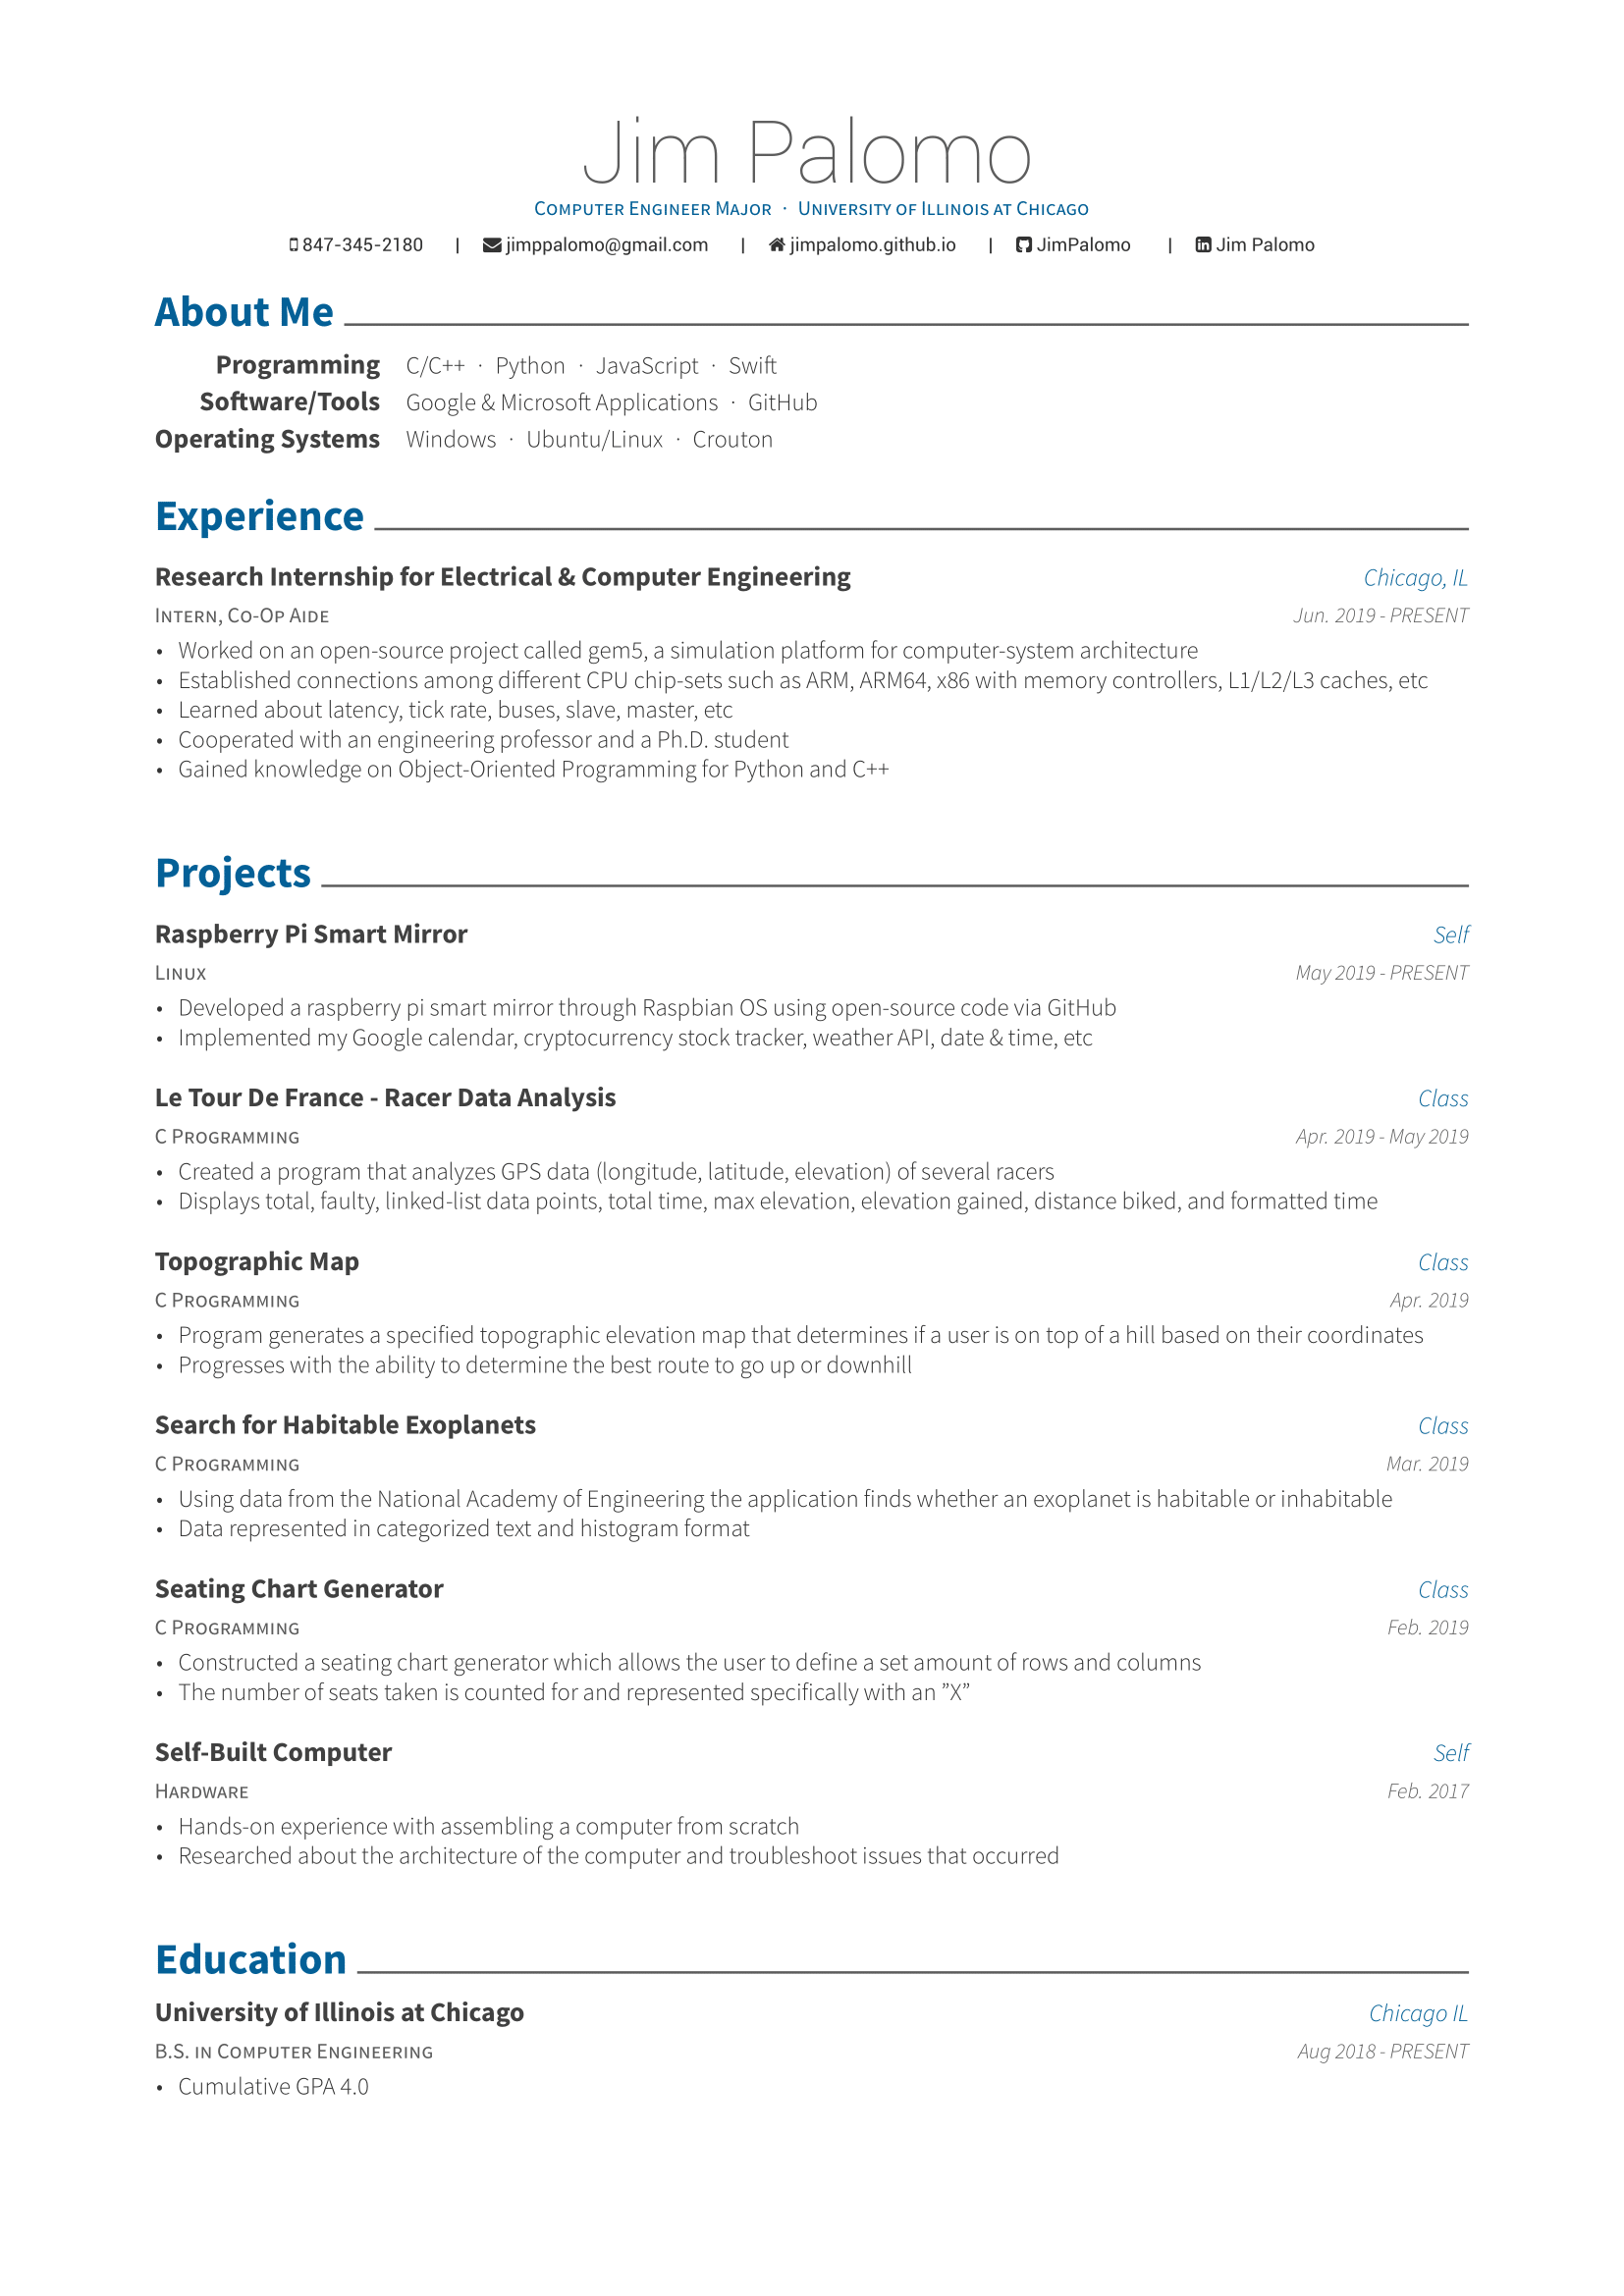 Jim Palomo
Computer Engineer Major · University of Illinois at Chicago
847-345-2180 | jimppalomo@gmail.com | jimpalomo.github.io | JimPalomo | Jim Palomo
About Me
Programming C/C++ · Python · JavaScript · Swift
Software/Tools Google & Microsoft Applications · GitHub
Operating Systems Windows · Ubuntu/Linux · Crouton
Experience
Research Internship for Electrical & Computer Engineering Chicago, IL
Intern, Co-Op Aide Jun. 2019 - PRESENT
• Worked on an open-source project called gem5, a simulation platform for computer-system architecture
• Established connections among different CPU chip-sets such as ARM, ARM64, x86 with memory controllers, L1/L2/L3 caches, etc
• Learned about latency, tick rate, buses, slave, master, etc
• Cooperated with an engineering professor and a Ph.D. student
• Gained knowledge on Object-Oriented Programming for Python and C++
Projects
Raspberry Pi Smart Mirror Self
Linux May 2019 - PRESENT
• Developed a raspberry pi smart mirror through Raspbian OS using open-source code via GitHub
• Implemented my Google calendar, cryptocurrency stock tracker, weather API, date & time, etc
Le Tour De France - Racer Data Analysis Class
C Programming Apr. 2019 - May 2019
• Created a program that analyzes GPS data (longitude, latitude, elevation) of several racers
• Displays total, faulty, linked-list data points, total time, max elevation, elevation gained, distance biked, and formatted time
Topographic Map Class
C Programming Apr. 2019
• Program generates a specified topographic elevation map that determines if a user is on top of a hill based on their coordinates
• Progresses with the ability to determine the best route to go up or downhill
Search for Habitable Exoplanets Class
C Programming Mar. 2019
• Using data from the National Academy of Engineering the application finds whether an exoplanet is habitable or inhabitable
• Data represented in categorized text and histogram format
Seating Chart Generator Class
C Programming Feb. 2019
• Constructed a seating chart generator which allows the user to define a set amount of rows and columns
• The number of seats taken is counted for and represented specifically with an ”X”
Self-Built Computer Self
Hardware Feb. 2017
• Hands-on experience with assembling a computer from scratch
• Researched about the architecture of the computer and troubleshoot issues that occurred
Education
University of Illinois at Chicago Chicago IL
B.S. in Computer Engineering Aug 2018 - PRESENT
• Cumulative GPA 4.0